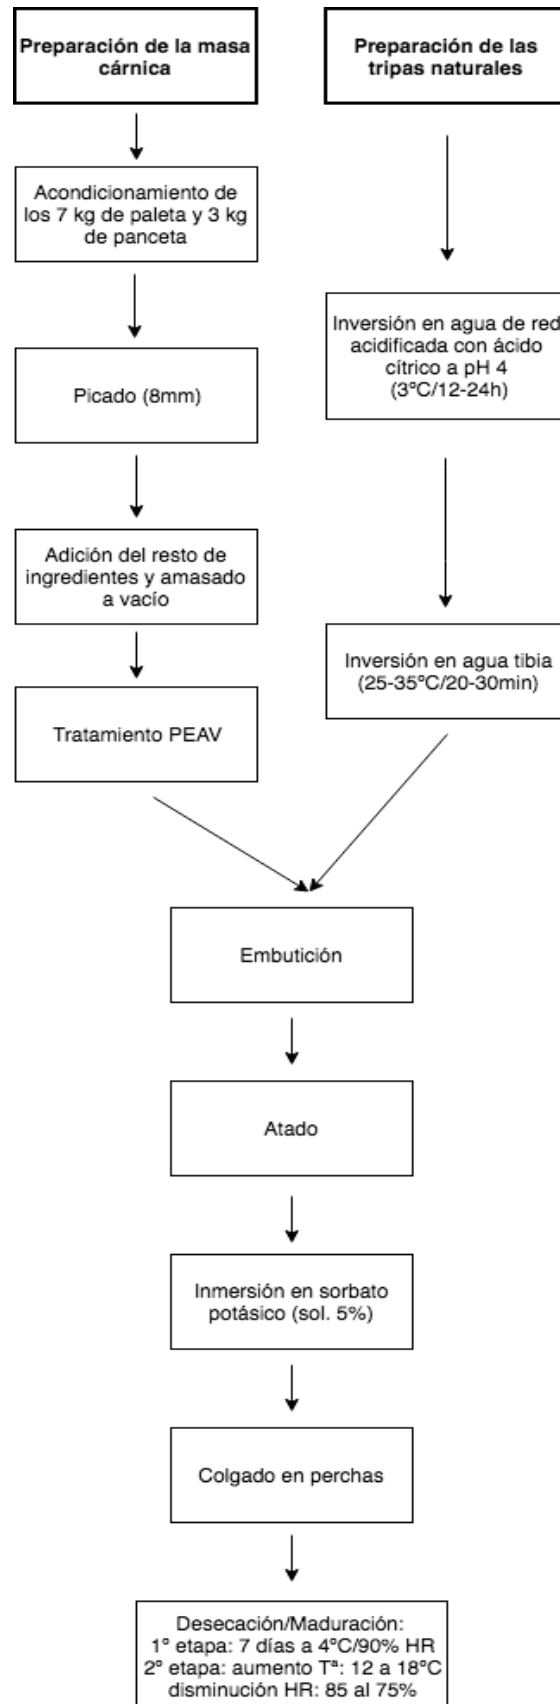 Preparación de la masa
cárnica
Preparación de las
tripas naturales
Acondicionamiento de
los 7 kg de paleta y 3 kg
de panceta
Inversión en agua de red
acidificada con ácido
cítrico a pH 4
(3ºC/12-24h)
Picado (8mm)
Adición del resto de
ingredientes y amasado
a vacío
Inversión en agua tibia
(25-35ºC/20-30min)
Tratamiento PEAV
Embutición
Atado
Inmersión en sorbato
potásico (sol. 5%)
Colgado en perchas
Desecación/Maduración:
1º etapa: 7 días a 4ºC/90% HR
2º etapa: aumento Tª: 12 a 18ºC
disminución HR: 85 al 75%